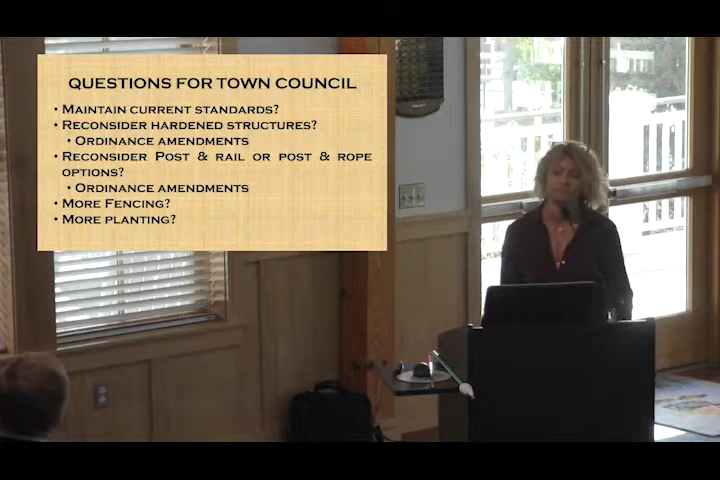 QUESTIONS FOR TOWN COUNCIL
• MAINTAIN CURRENT STANDARDS?
• RECONSIDER HARDENED STRUCTURES?
• ORDINANCE AMENDMENTS
• RECONSIDER POST & RAIL OR POST & ROPE
OPTIONS?
• ORDINANCE AMENDMENTS
• MORE FENCING?
• MORE PLANTING?